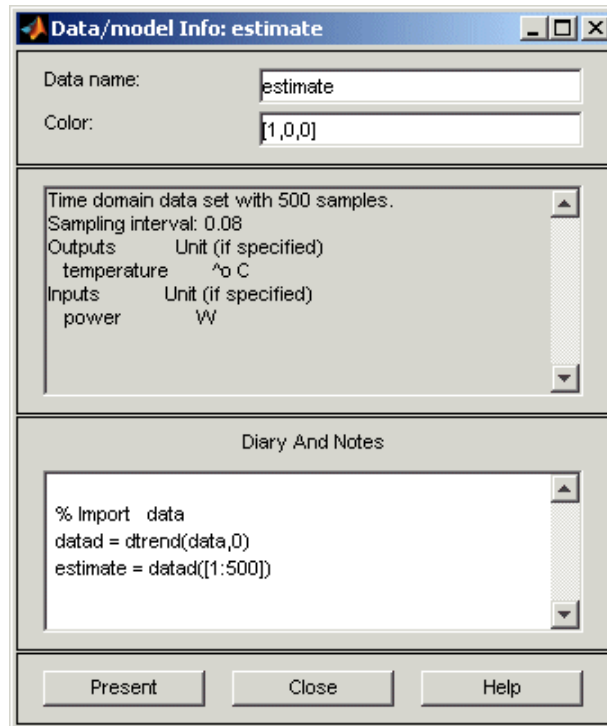 Data/model Info: estimate
Data name:
estimate
Color:
[1,0,0]
Time domain data set with 500 samples.
Sampling interval: 0.08
Outputs Unit (if specified)
temperature ^o C
Inputs Unit (if specified)
power W
Diary And Notes
% Import data
datad = dtrend(data,0)
estimate = datad([1:500])
Present Close Help